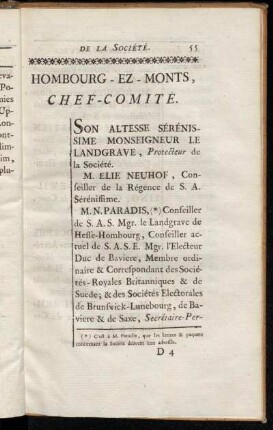 DE LA SOCIÉTÉ. 55
HOMBOURG - EZ - MONTS,
CHEF-COMITÉ.
SON ALTESSE SÉRÉNIS-
SIME MONSEIGNEUR LE
LANDGRAVE, Protecteur de
la Société.
M. ELIE NEUHOF, Con-
seiller de la Régence de S. A.
Sérénissime.
M. N. PARADIS, (*) Conseiller
de S. A. S. Mgr. le Landgrave de
Hesse-Hombourg, Conseiller ac-
tuel de S. A. S. E. Mgr. l'Electeur
Duc de Baviere, Membre ordi-
naire & Correspondant des Socié-
tés-Royales Britanniques & de
Suede; & des Sociétés Electorales
de Brunswick-Lunebourg, de Ba-
viere & de Saxe, Secrétaire-Per-
(*) C'est à M. Paradis, que les lettres & paquets
concernant la Société doivent être adressés.
D 4